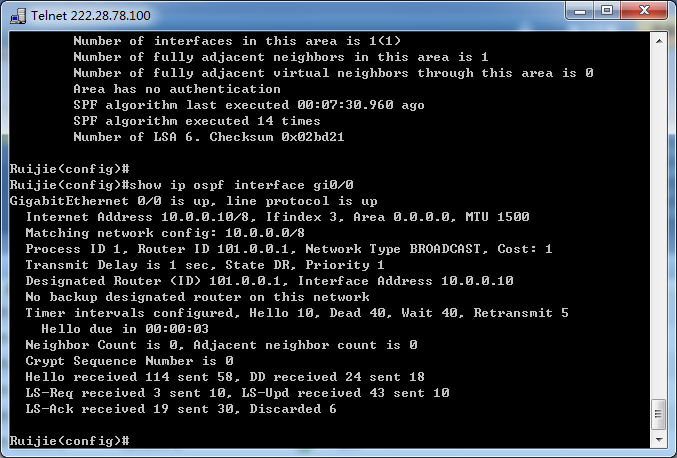 Telnet 222.28.78.100
Number of interfaces in this area is 1(1)
Number of fully adjacent neighbors in this area is 1
Number of fully adjacent virtual neighbors through this area is 0
Area has no authentication
SPF algorithm last executed 00:07:30.960 ago
SPF algorithm executed 14 times
Number of LSA 6. Checksum 0x02bd21
Ruijie(config)#
Ruijie(config)#show ip ospf interface gi0/0
GigabitEthernet 0/0 is up, line protocol is up
Internet Address 10.0.0.10/8, Ifindex 3, Area 0.0.0.0, MTU 1500
Matching network config: 10.0.0.0/8
Process ID 1, Router ID 101.0.0.1, Network Type BROADCAST, Cost: 1
Transmit Delay is 1 sec, State DR, Priority 1
Designated Router (ID) 101.0.0.1, Interface Address 10.0.0.10
No backup designated router on this network
Timer intervals configured, Hello 10, Dead 40, Wait 40, Retransmit 5
Hello due in 00:00:03
Neighbor Count is 0, Adjacent neighbor count is 0
Crypt Sequence Number is 0
Hello received 114 sent 58, DD received 24 sent 18
LS-Req received 3 sent 10, LS-Upd received 43 sent 10
LS-Ack received 19 sent 30, Discarded 6
Ruijie(config)#